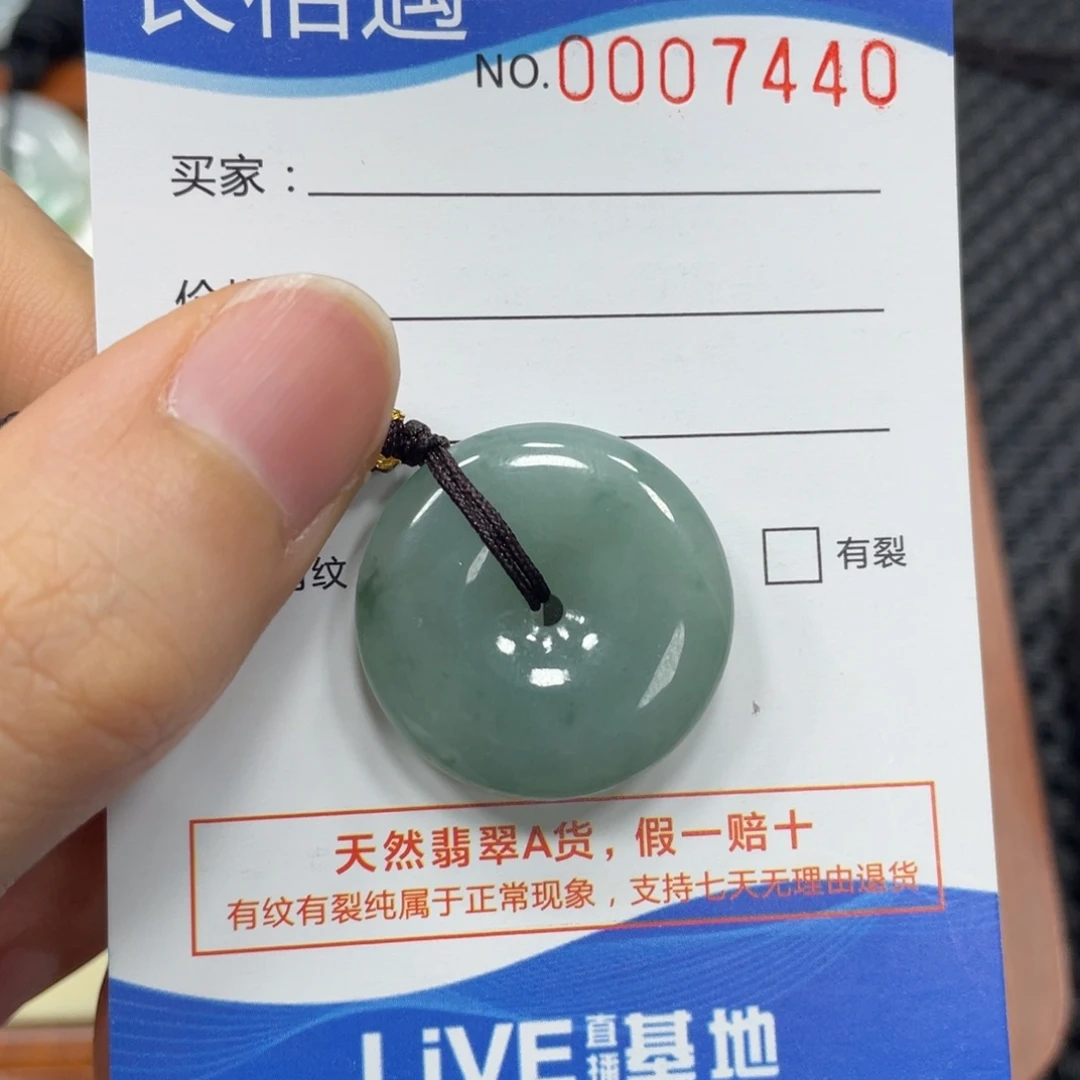 NO.0007440
买家：
纹
有裂
天然翡翠A货，假一赔十
有纹有裂纯属于正常现象，支持七天无理由退货
LiVE直播基地